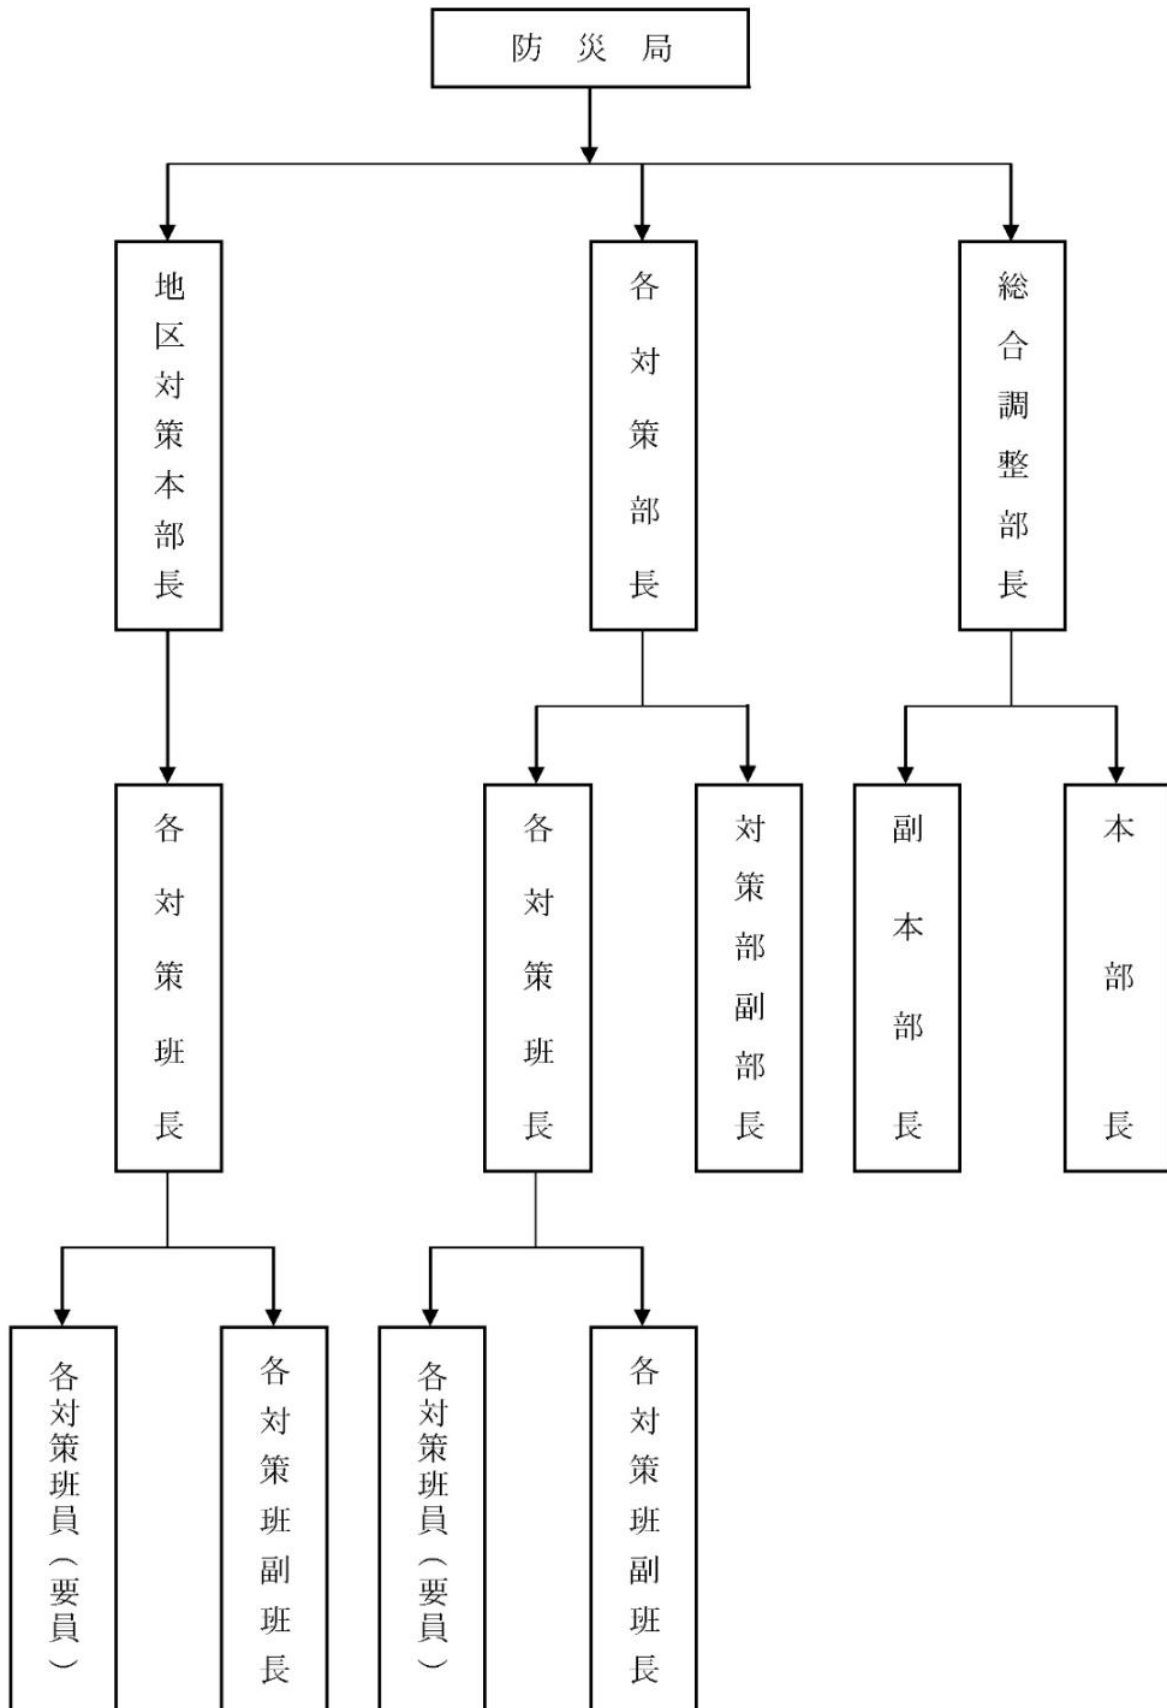 防災局
総合調整部長
各対策部長
地区対策本部長
本部長
副本部長
対策部副部長
各対策班長
各対策班長
各対策班副班長
各対策班員（要員）
各対策班副班長
各対策班員（要員）